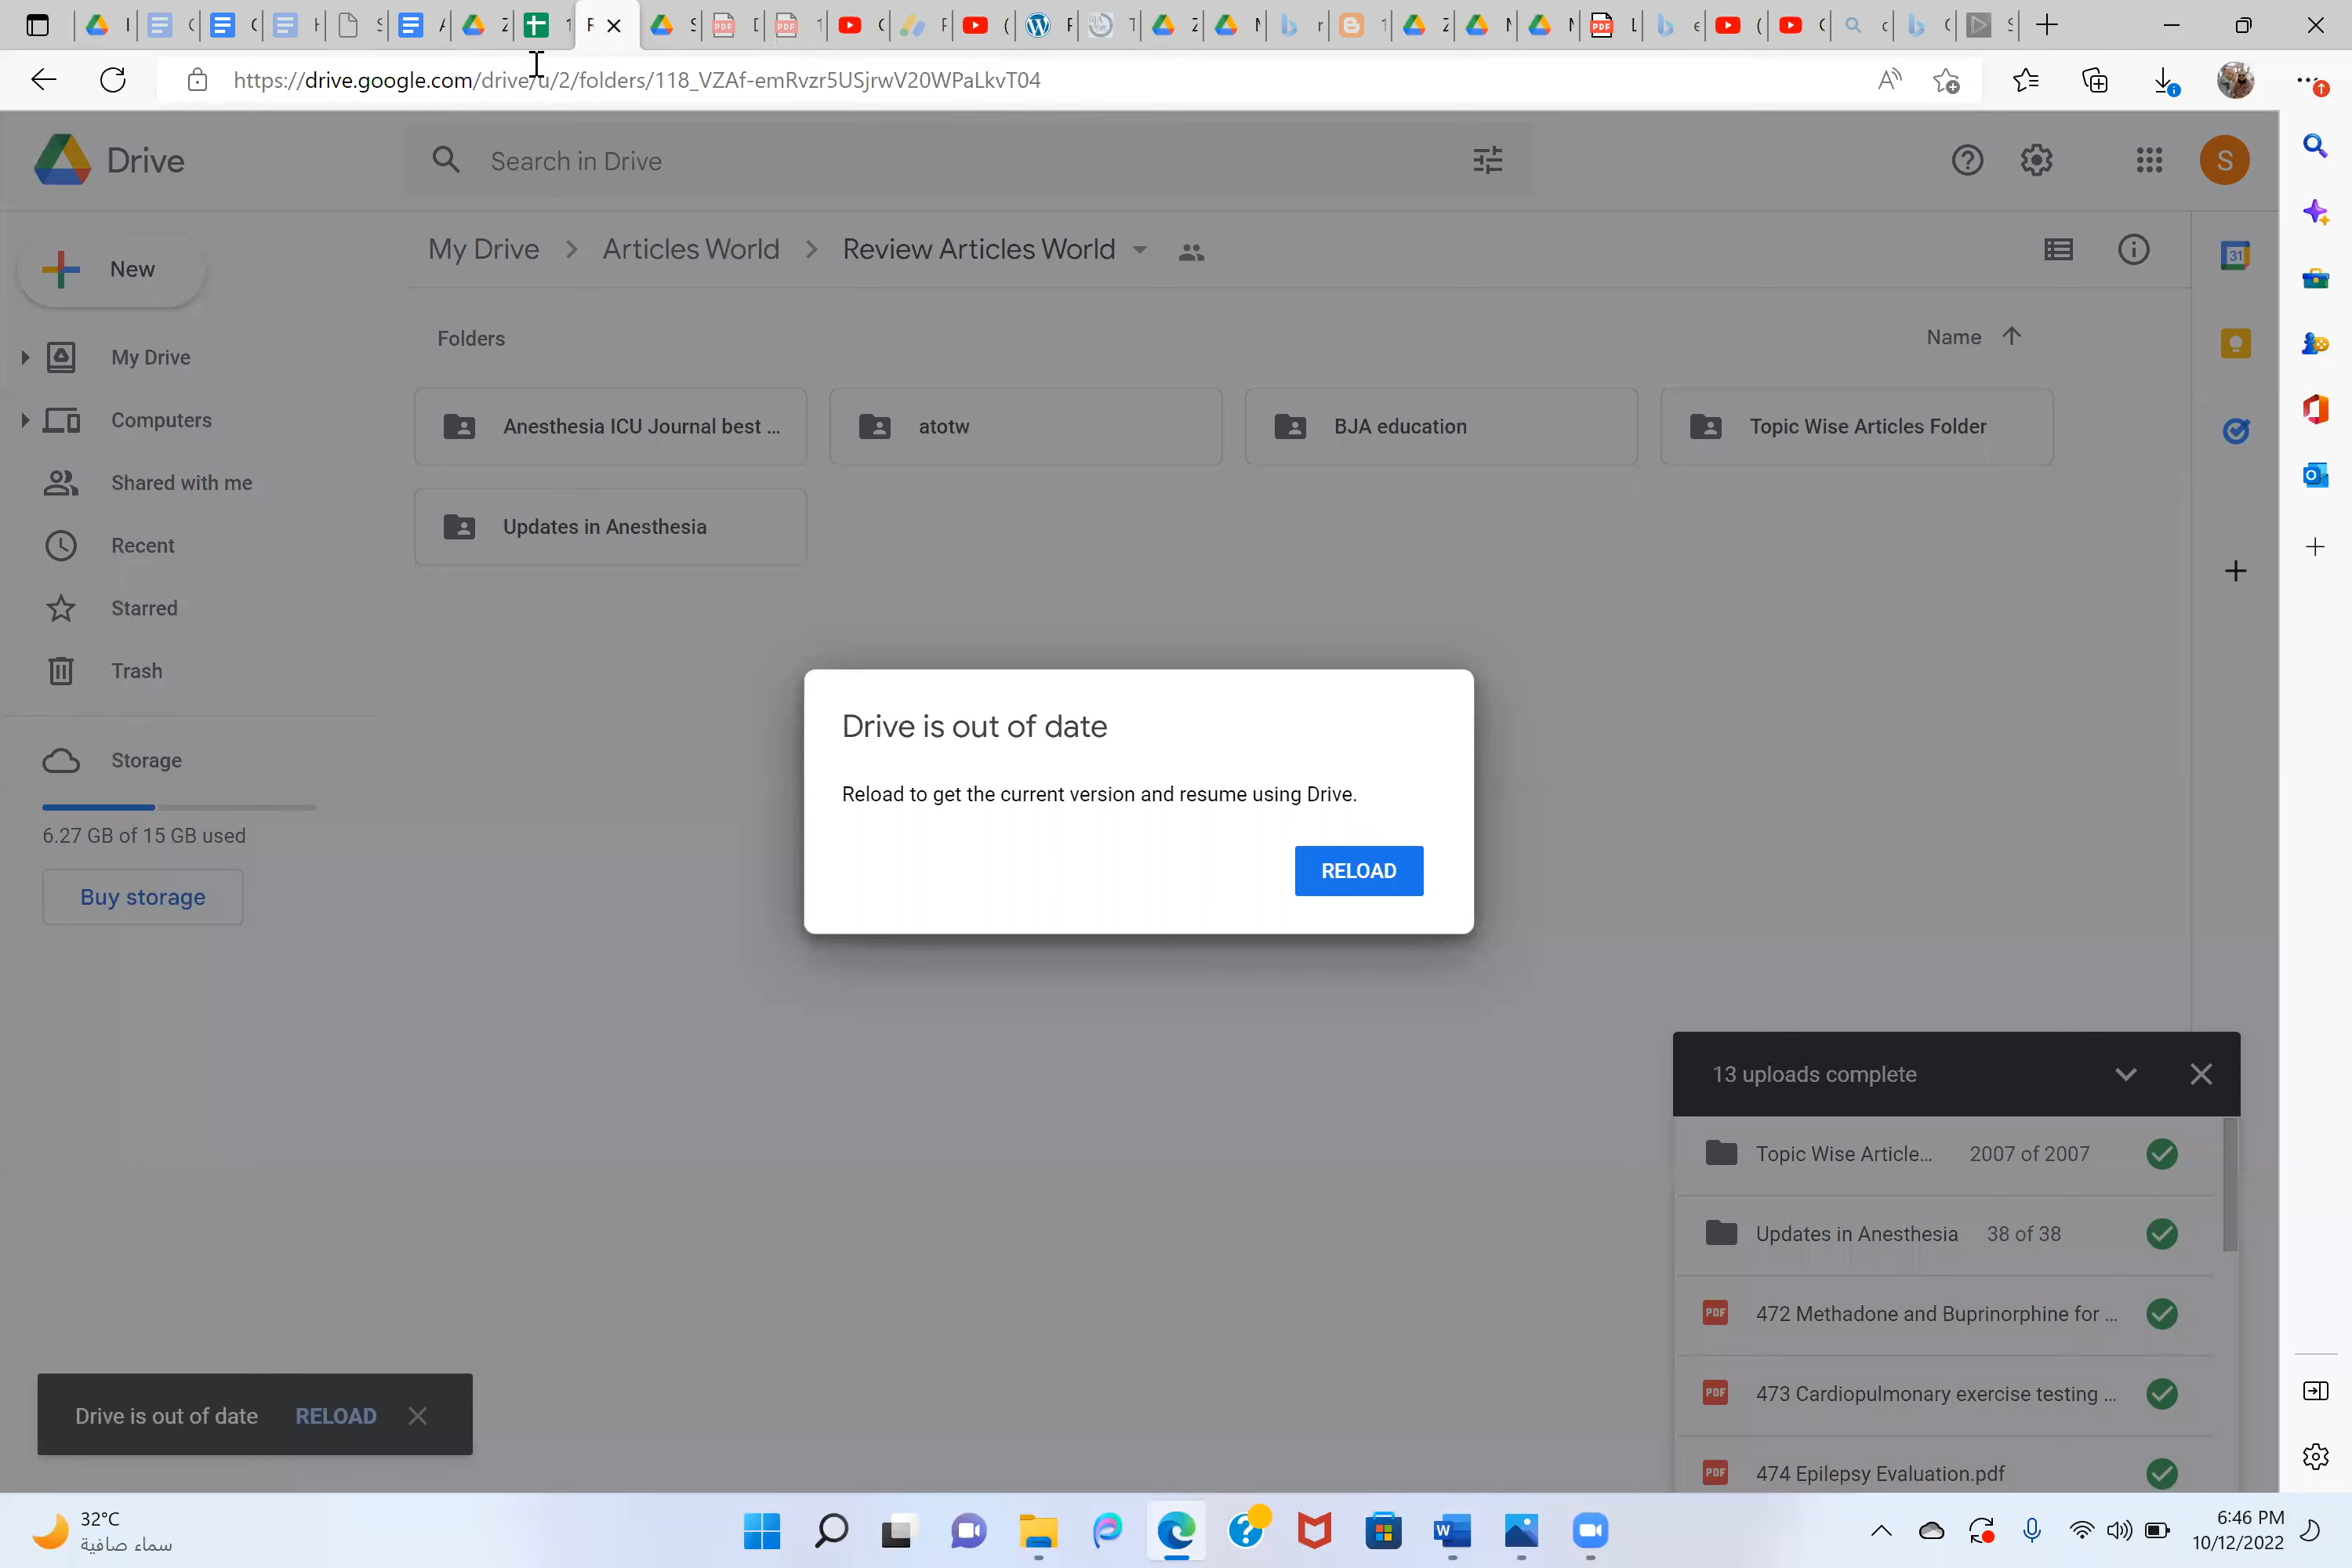 https://drive.google.com/drive/u/2/folders/118_VZAf-emRvzr5USjrwV20WPaLkvT04
Drive
Search in Drive
S
New
My Drive
Articles World
Review Articles World
My Drive
Computers
Shared with me
Recent
Starred
Trash
Storage
6.27 GB of 15 GB used
Buy storage
Folders
Name
Anesthesia ICU Journal best ...
atotw
BJA education
Topic Wise Articles Folder
Updates in Anesthesia
31
Drive is out of date
Reload to get the current version and resume using Drive.
RELOAD
13 uploads complete
Topic Wise Article... 2007 of 2007
Updates in Anesthesia 38 of 38
PDF 472 Methadone and Buprinorphine for ...
PDF 473 Cardiopulmonary exercise testing ...
PDF 474 Epilepsy Evaluation.pdf
Drive is out of date RELOAD
32°C
سماء صافية
6:46 PM
10/12/2022